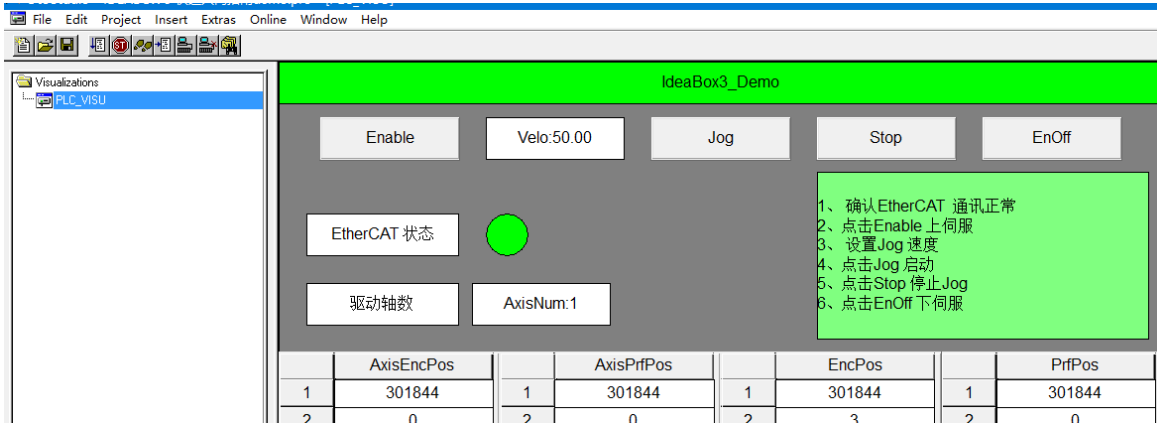 File Edit Project Insert Extras Online Window Help
Visualizations
PLC_VISU
IdeaBox3_Demo
Enable
Velo:50.00
Jog
Stop
EnOff
EtherCAT 状态
1、 确认EtherCAT 通讯正常
2、点击Enable 上伺服
3、 设置Jog 速度
4、点击Jog 启动
5、点击Stop 停止Jog
6、点击EnOff 下伺服
驱动轴数
AxisNum:1
AxisEncPos AxisPrfPos EncPos PrfPos
1 301844 1 301844 1 301844 1 301844
2 0 2 0 2 3 2 0